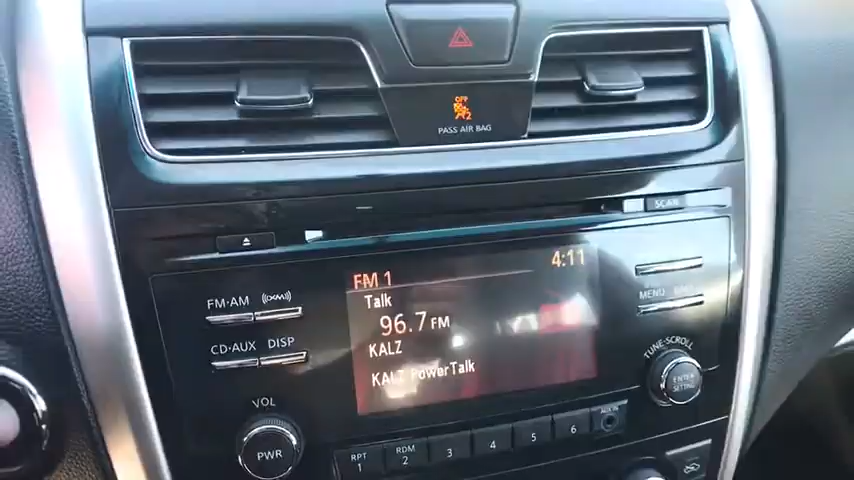 OFF
2
PASS AIR BAG
SCAN
FM 1
4:11
Talk
96.7 FM
KALZ
KALT PowerTalk
FM·AM
CD·AUX
DISP
MENU
VOL
PWR
TUNE·SCROLL
ENTER
SETTING
RPT
1
RDM
2
3
4
5
6
AUX IN